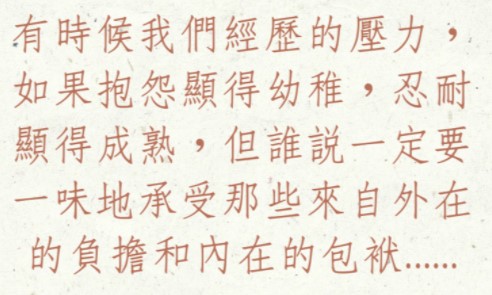 有時候我們經歷的壓力，
如果抱怨顯得幼稚，忍耐
顯得成熟，但誰説一定要
一味地承受那些來自外在
的負擔和內在的包袱......